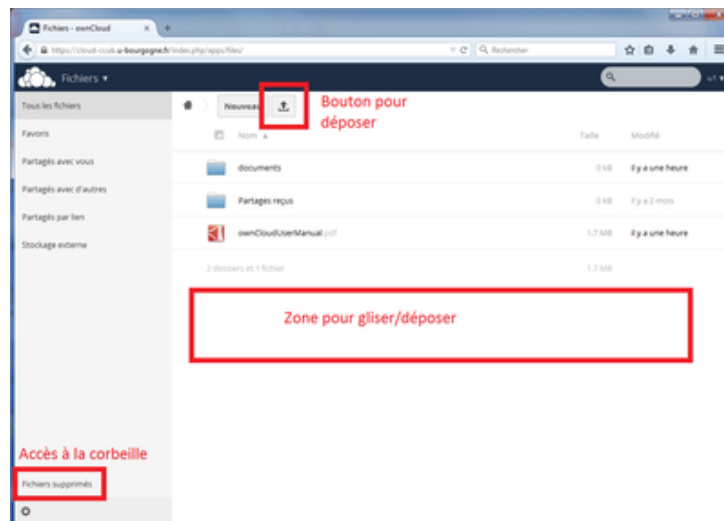 Fichiers - ownCloud
https://cloud-ccub.u-bourgogne.fr/index.php/apps/files/
Rechercher
Fichiers
Tous les fichiers
Nouveau
Bouton pour
déposer
Favoris
Nom
Taille
Modifié
Partagés avec vous
documents
0 kB
il y a une heure
Partagés avec d'autres
Partages reçus
0 kB
il y a 2 mois
Partagés par lien
ownCloudUserManual.pdf
1.7 MB
il y a une heure
Stockage externe
2 dossiers et 1 fichier
1.7 MB
Zone pour gliser/déposer
Accès à la corbeille
Fichiers supprimés